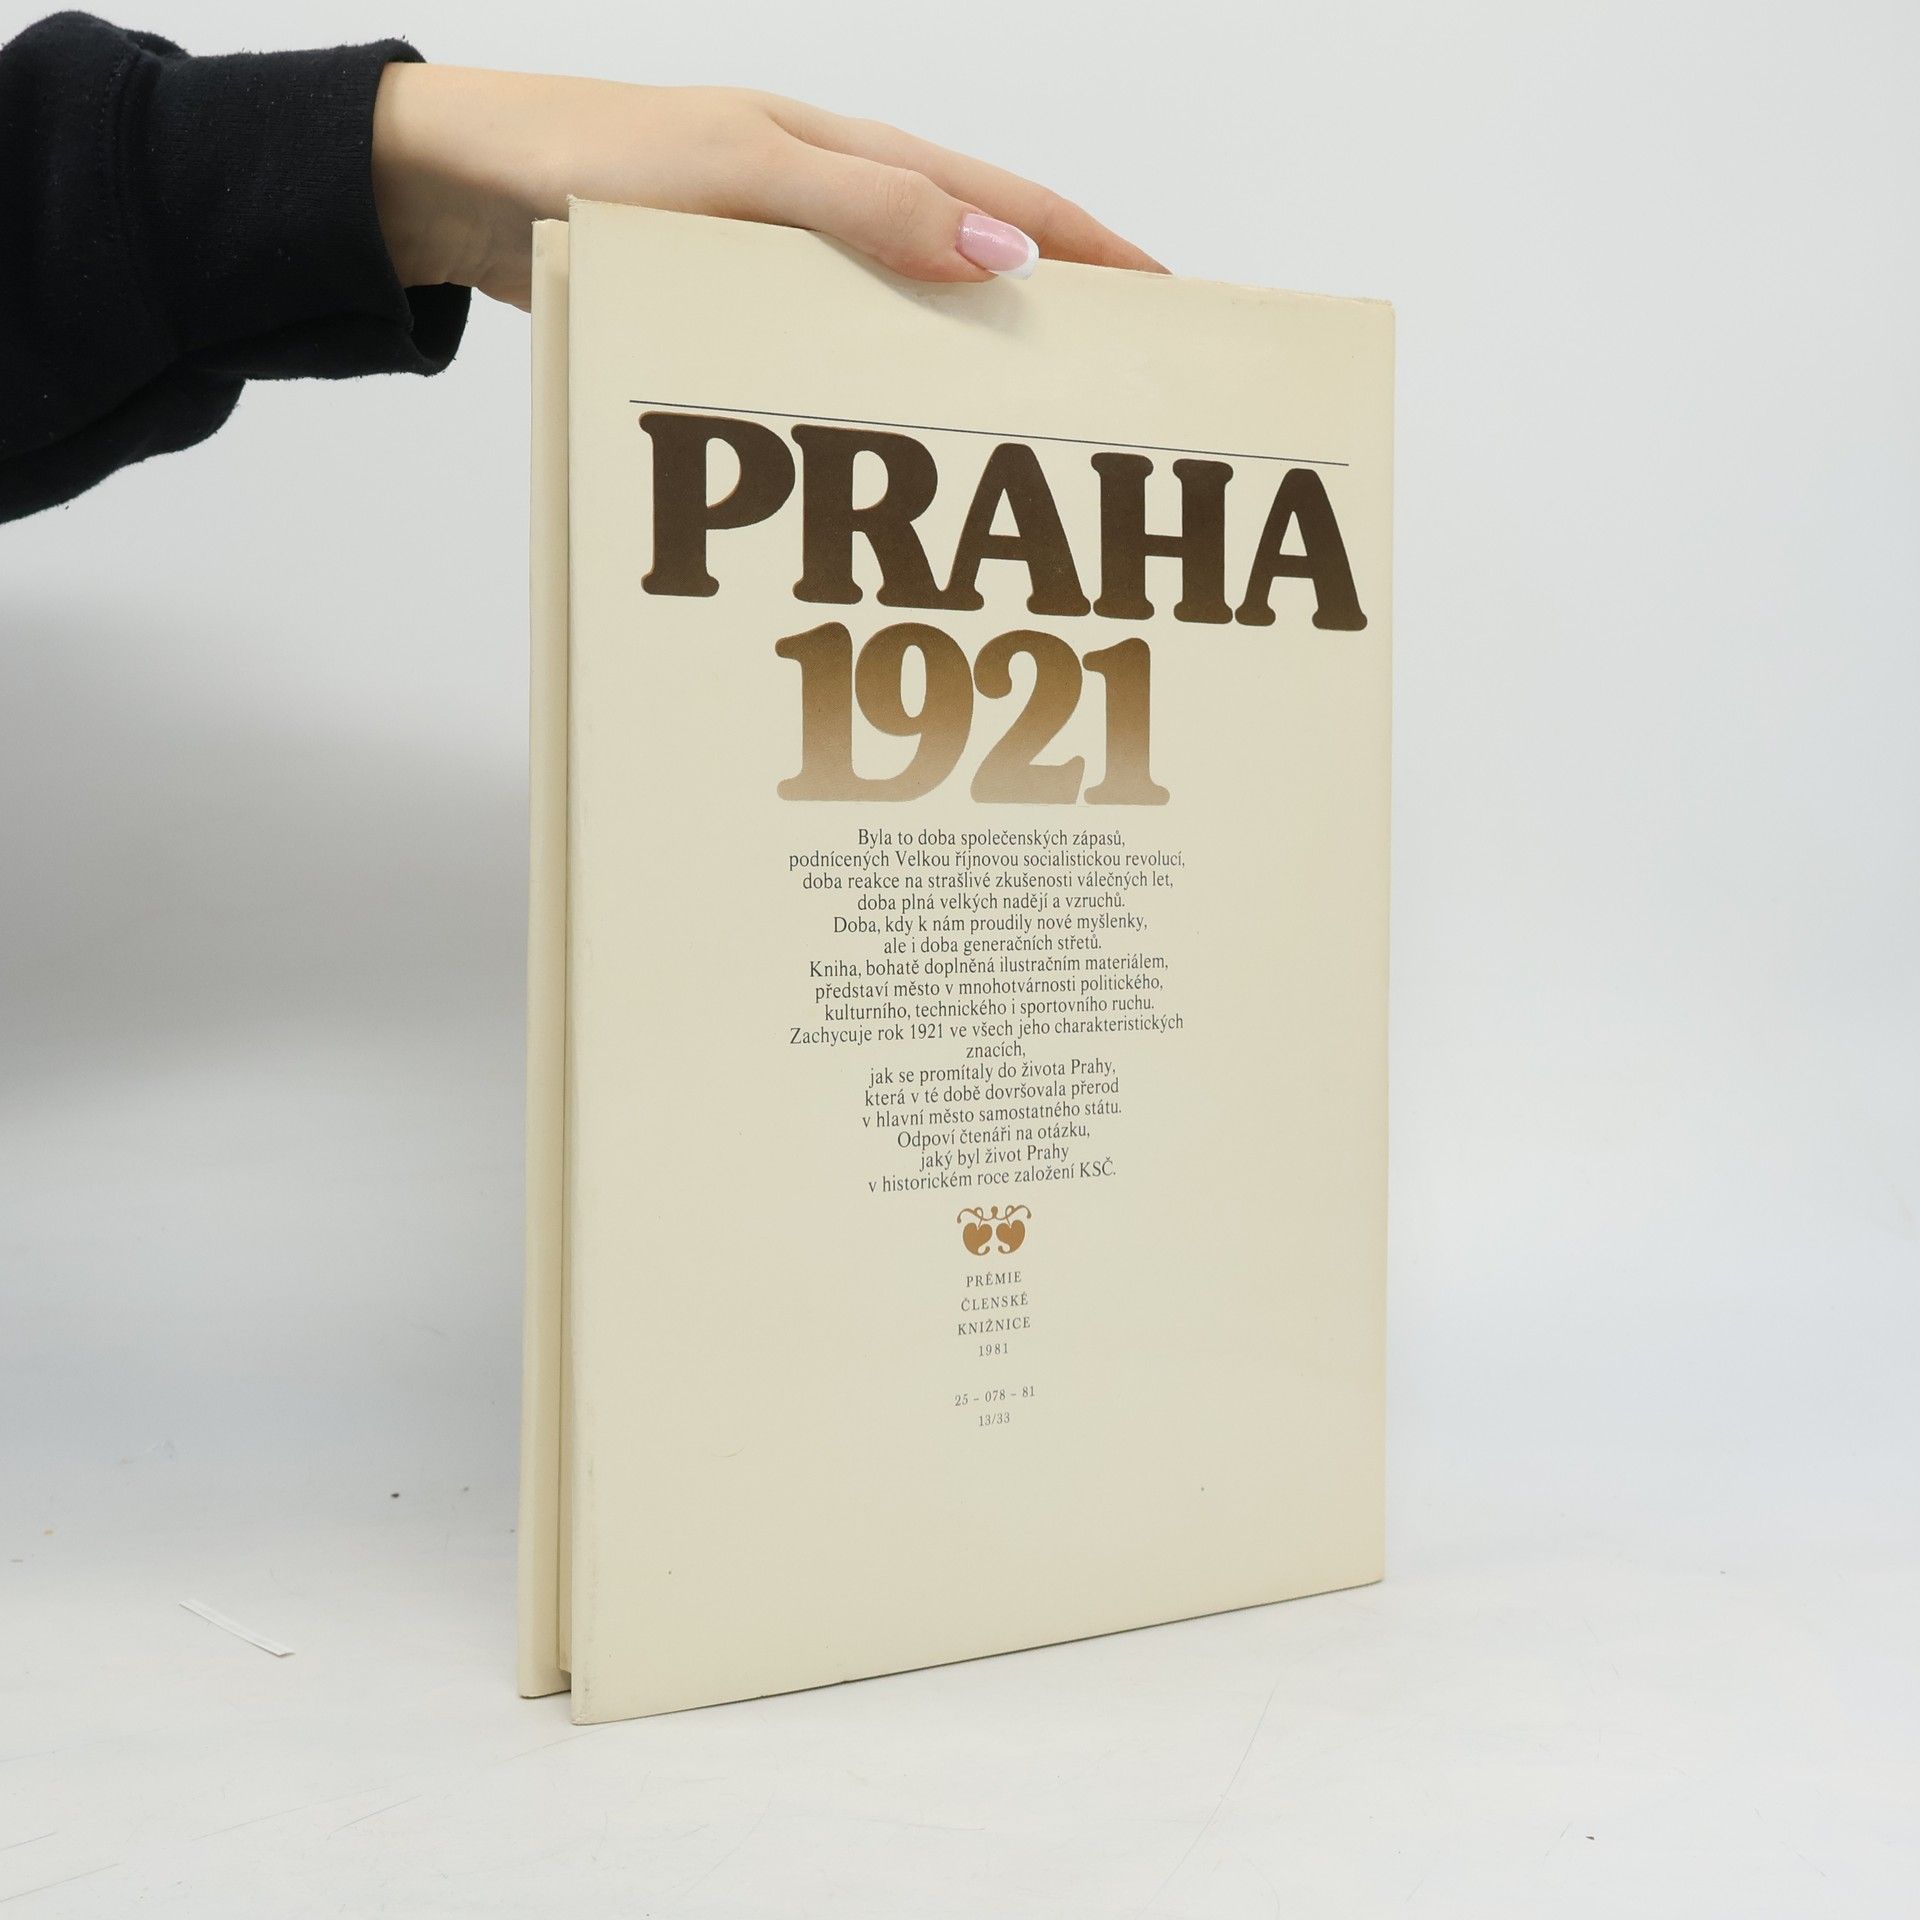 PRAHA
1921
Byla to doba společenských zápasů,
podnícených Velkou říjnovou socialistickou revolucí,
doba reakce na strašlivé zkušenosti válečných let,
doba plná velkých nadějí a vzruchů.
Doba, kdy k nám proudily nové myšlenky,
ale i doba generačních střetů.
Kniha, bohatě doplněná ilustračním materiálem,
představí město v mnohotvárnosti politického,
kulturního, technického i sportovního ruchu.
Zachycuje rok 1921 ve všech jeho charakteristických
znacích,
jak se promítaly do života Prahy,
která v té době dovršovala přerod
v hlavní město samostatného státu.
Odpoví čtenáři na otázku,
jaký byl život Prahy
v historickém roce založení KSČ.
PRÉMIE
ČLENSKÉ
KNIŽNICE
1981
25 – 078 – 81
13/33